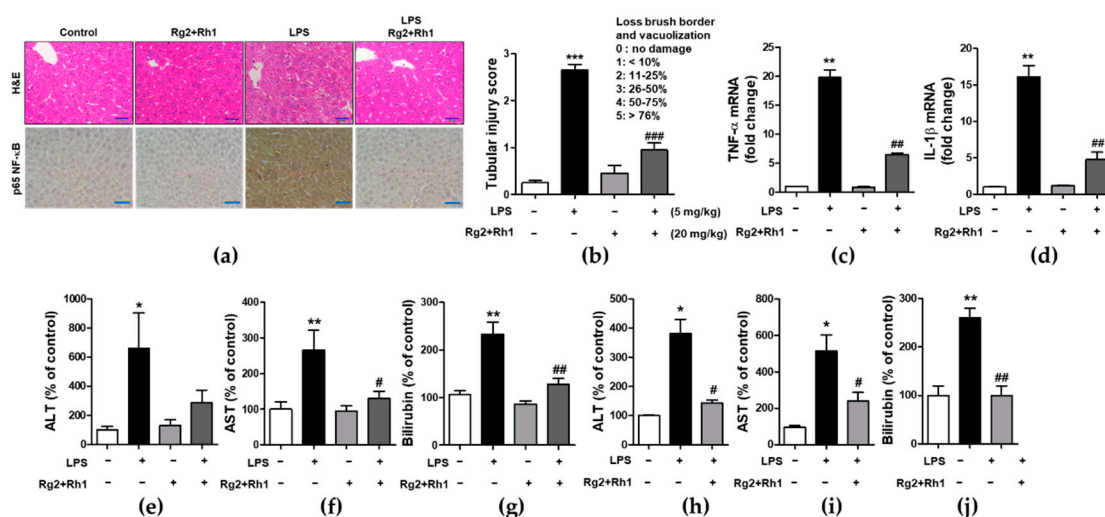 LPS
Control Rg2+Rh1 LPS Rg2+Rh1
H&E
p65 NF-κB
(a)
Tubular injury score
3
2
1
0
***
###
Loss brush border
and vacuolization
0 : no damage
1: < 10%
2: 11-25%
3: 26-50%
4: 50-75%
5: > 76%
LPS − + − + (5 mg/kg)
Rg2+Rh1 − − + + (20 mg/kg)
(b)
TNF-α mRNA
(fold change)
25
20
15
10
5
0
**
##
LPS − + − +
Rg2+Rh1 − − + +
(c)
IL-1β mRNA
(fold change)
20
15
10
5
0
**
##
LPS − + − +
Rg2+Rh1 − − + +
(d)
ALT (% of control)
1000
800
600
400
200
0
*
LPS − + − +
Rg2+Rh1 − − + +
(e)
AST (% of control)
400
300
200
100
0
**
#
LPS − + − +
Rg2+Rh1 − − + +
(f)
Bilirubin (% of control)
300
200
100
0
**
##
LPS − + − +
Rg2+Rh1 − − + +
(g)
ALT (% of control)
500
400
300
200
100
0
*
#
LPS − + +
Rg2+Rh1 − − +
(h)
AST (% of control)
800
600
400
200
0
*
#
LPS − + +
Rg2+Rh1 − − +
(i)
Bilirubin (% of control)
300
200
100
0
**
##
LPS − + +
Rg2+Rh1 − − +
(j)